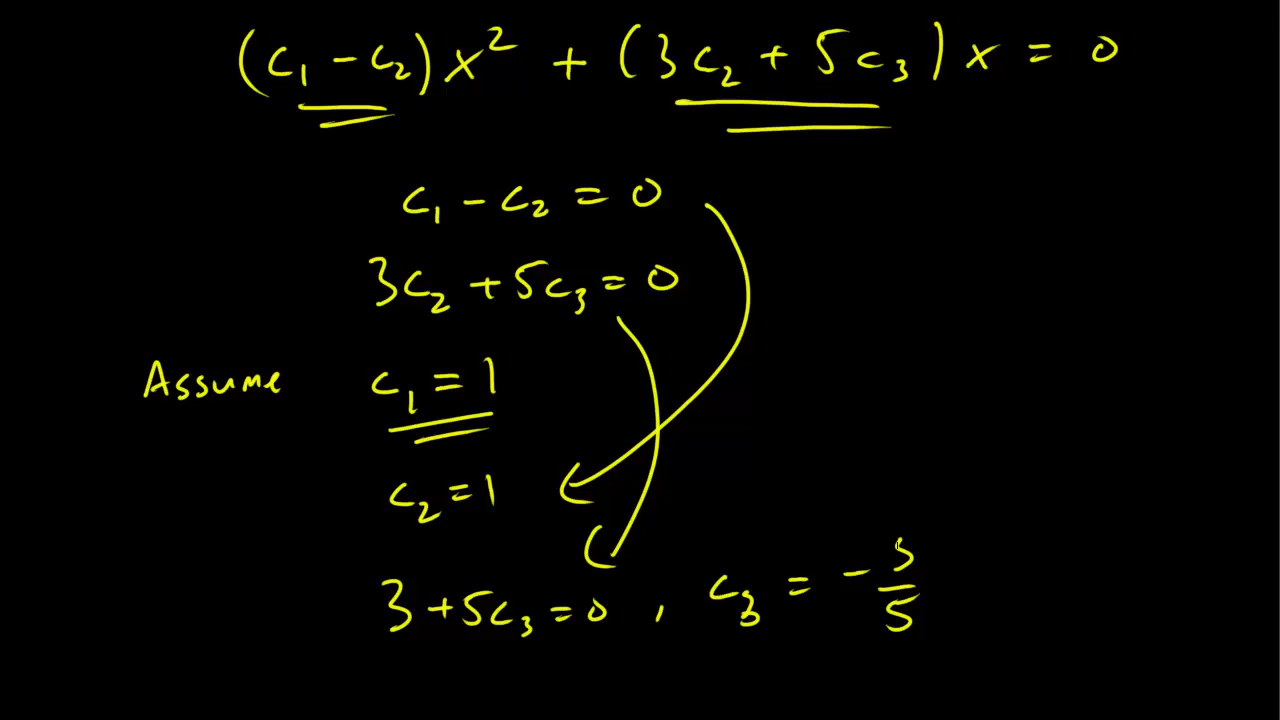 (c₁ - c₂)x² + (3c₂ + 5c₃)x = 0
c₁ - c₂ = 0
3c₂ + 5c₃ = 0
Assume c₁ = 1
c₂ = 1
3 + 5c₃ = 0 , c₃ = - 3/5